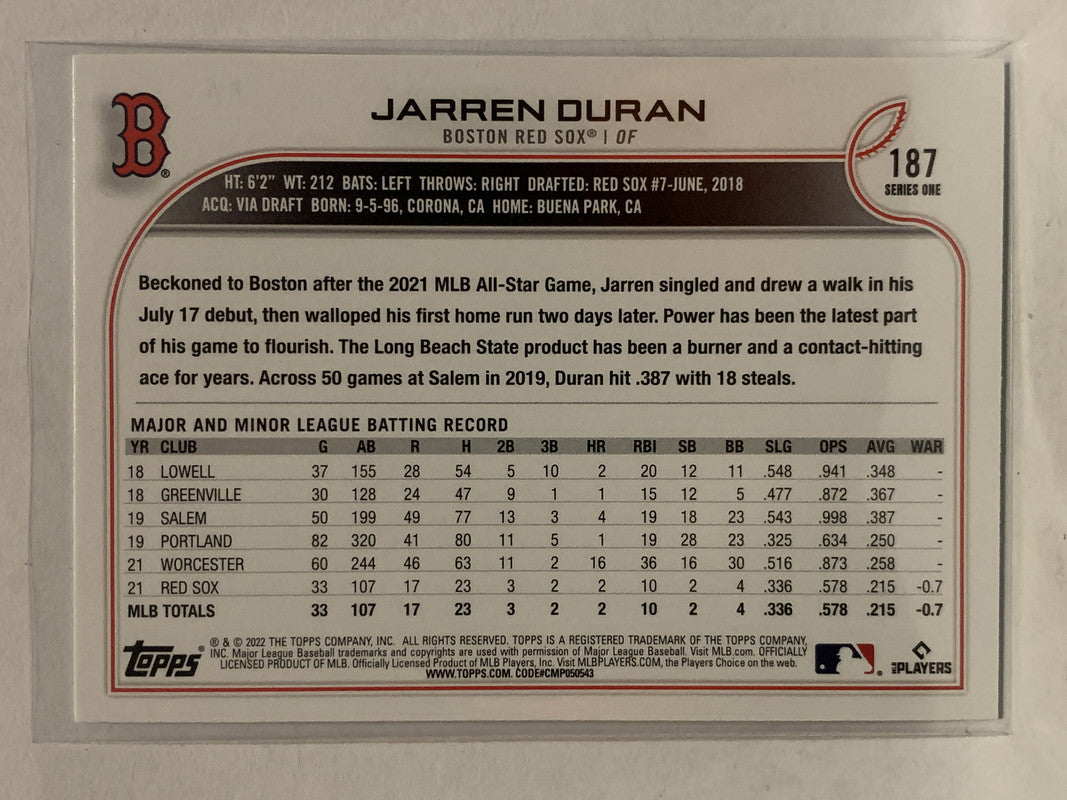 B®
JARREN DURAN
BOSTON RED SOX® | OF
187
SERIES ONE
HT: 6'2" WT: 212 BATS: LEFT THROWS: RIGHT DRAFTED: RED SOX #7-JUNE, 2018
ACQ: VIA DRAFT BORN: 9-5-96, CORONA, CA HOME: BUENA PARK, CA
Beckoned to Boston after the 2021 MLB All-Star Game, Jarren singled and drew a walk in his
July 17 debut, then walloped his first home run two days later. Power has been the latest part
of his game to flourish. The Long Beach State product has been a burner and a contact-hitting
ace for years. Across 50 games at Salem in 2019, Duran hit .387 with 18 steals.
MAJOR AND MINOR LEAGUE BATTING RECORD
YR CLUB G AB R H 2B 3B HR RBI SB BB SLG OPS AVG WAR
18 LOWELL 37 155 28 54 5 10 2 20 12 11 .548 .941 .348 -
18 GREENVILLE 30 128 24 47 9 1 1 15 12 5 .477 .872 .367 -
19 SALEM 50 199 49 77 13 3 4 19 18 23 .543 .998 .387 -
19 PORTLAND 82 320 41 80 11 5 1 19 28 23 .325 .634 .250 -
21 WORCESTER 60 244 46 63 11 2 16 36 16 30 .516 .873 .258 -
21 RED SOX 33 107 17 23 3 2 2 10 2 4 .336 .578 .215 -0.7
MLB TOTALS 33 107 17 23 3 2 2 10 2 4 .336 .578 .215 -0.7
topps®
® & © 2022 THE TOPPS COMPANY, INC. ALL RIGHTS RESERVED. TOPPS IS A REGISTERED TRADEMARK OF THE TOPPS COMPANY,
INC. Major League Baseball trademarks and copyrights are used with permission of Major League Baseball. Visit MLB.com. OFFICIALLY
LICENSED PRODUCT OF MLB. Officially Licensed Product of MLB Players, Inc. Visit MLBPLAYERS.COM, the Players Choice on the web.
WWW.TOPPS.COM. CODE#CMP050543
MLB PLAYERS